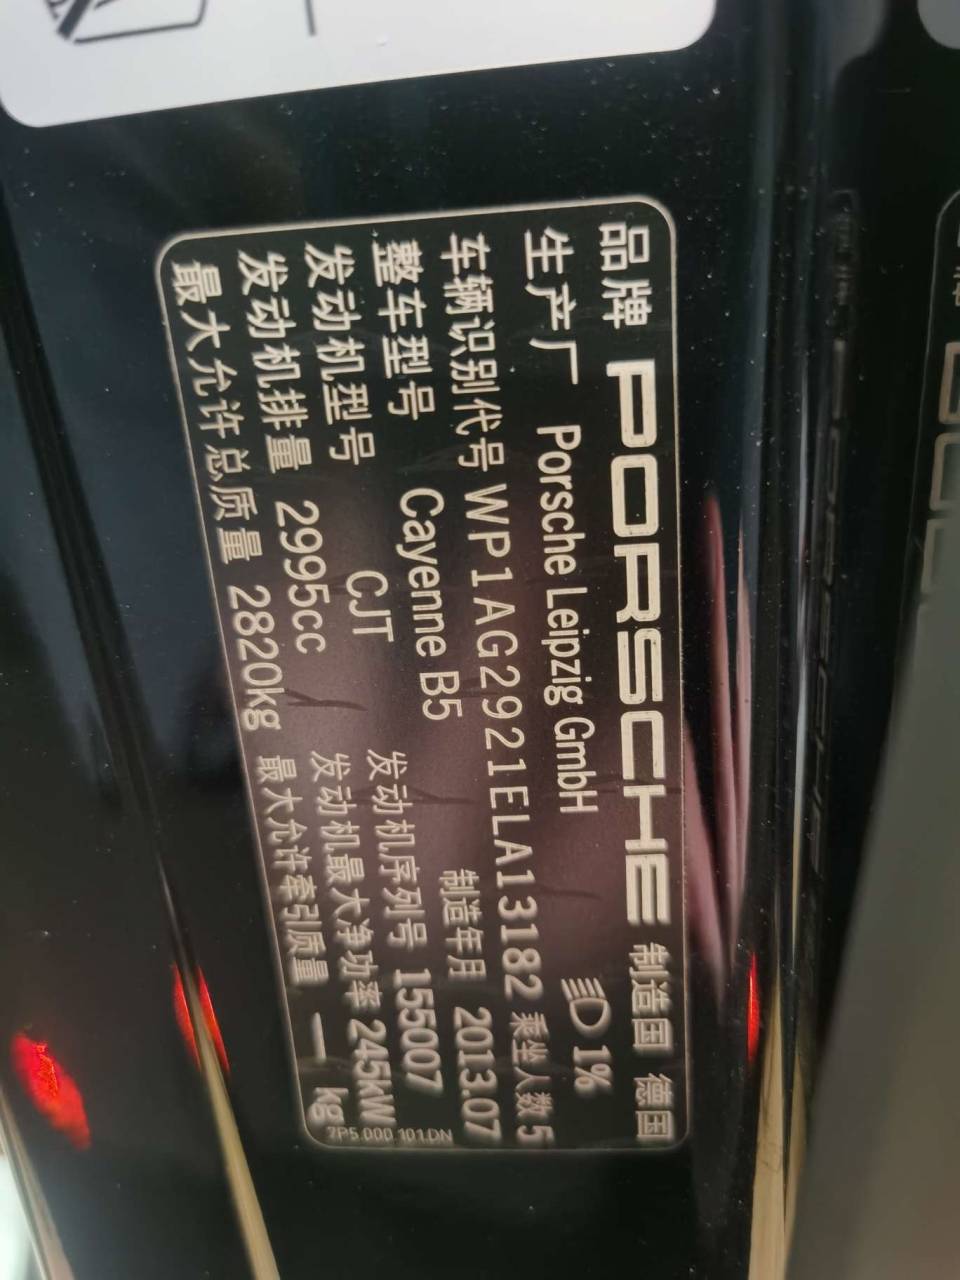 品牌 PORSCHE 制造国 德国
生产厂 Porsche Leipzig GmbH 1%
车辆识别代号 WP1AG2921ELA13182 乘坐人数 5
整车型号 Cayenne B5 制造年月 2013.07
发动机型号 CJT 发动机序列号 155007
发动机排量 2995cc 发动机最大净功率 245kW
最大允许总质量 2820kg 最大允许牵引质量 — kg
7P5.000.101.DN